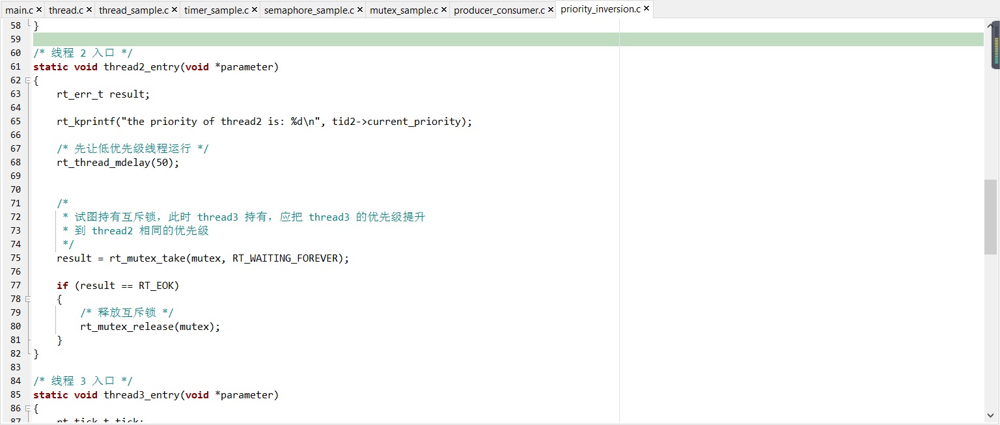 main.c thread.c thread_sample.c timer_sample.c semaphore_sample.c mutex_sample.c producer_consumer.c priority_inversion.c
58 }
59
60 /* 线程 2 入口 */
61 static void thread2_entry(void *parameter)
62 {
63 rt_err_t result;
64
65 rt_kprintf("the priority of thread2 is: %d\n", tid2->current_priority);
66
67 /* 先让低优先级线程运行 */
68 rt_thread_mdelay(50);
69
70
71 /*
72 * 试图持有互斥锁，此时 thread3 持有，应把 thread3 的优先级提升
73 * 到 thread2 相同的优先级
74 */
75 result = rt_mutex_take(mutex, RT_WAITING_FOREVER);
76
77 if (result == RT_EOK)
78 {
79 /* 释放互斥锁 */
80 rt_mutex_release(mutex);
81 }
82 }
83
84 /* 线程 3 入口 */
85 static void thread3_entry(void *parameter)
86 {
87 rt_tick_t tick;